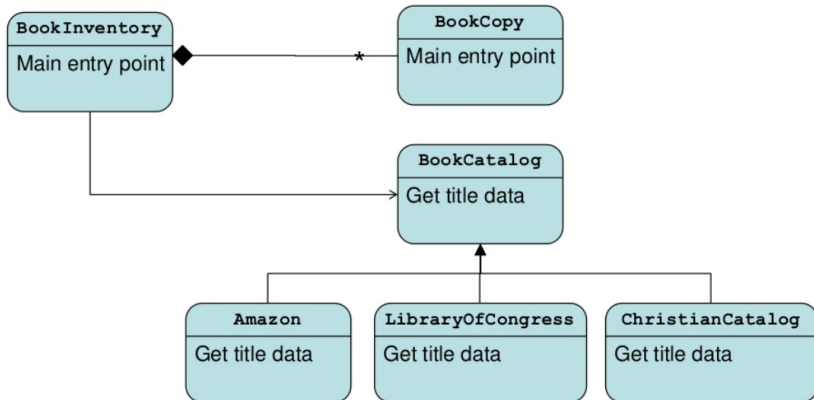 BookInventory
Main entry point
*
BookCopy
Main entry point
BookCatalog
Get title data
Amazon
Get title data
LibraryOfCongress
Get title data
ChristianCatalog
Get title data